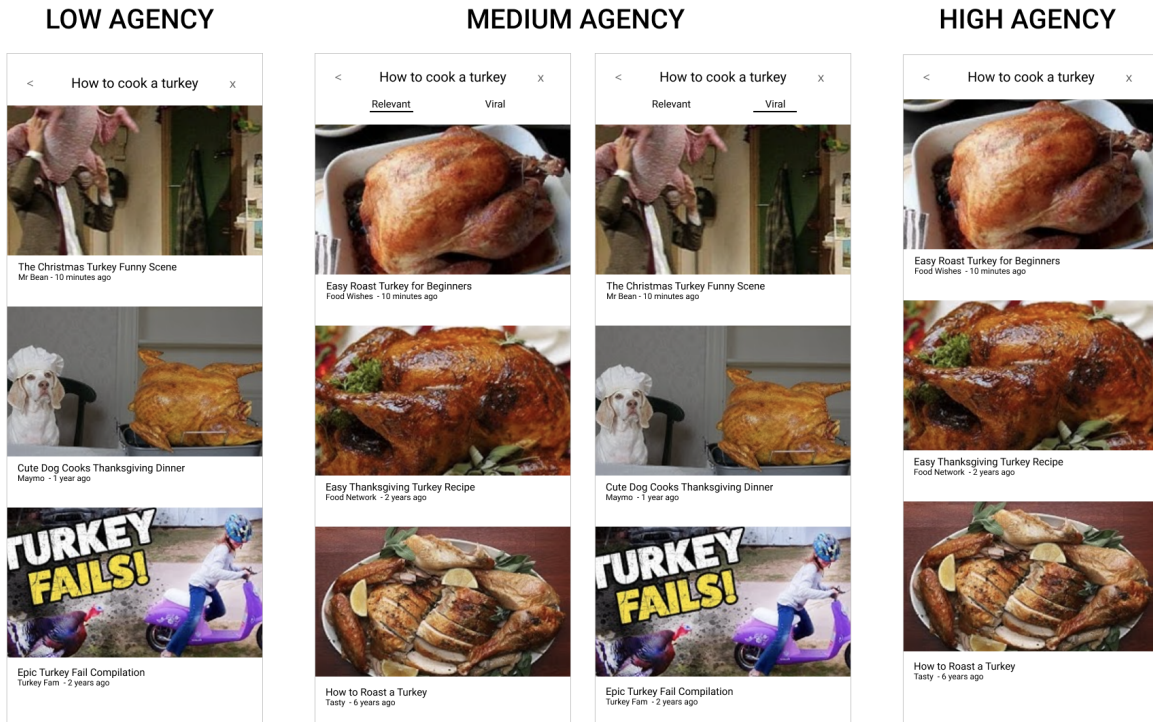 LOW AGENCY
MEDIUM AGENCY
HIGH AGENCY
< How to cook a turkey x
The Christmas Turkey Funny Scene
Mr Bean - 10 minutes ago
Cute Dog Cooks Thanksgiving Dinner
Maymo - 1 year ago
TURKEY
FAILS!
Epic Turkey Fail Compilation
Turkey Fam - 2 years ago
< How to cook a turkey x
Relevant Viral
Easy Roast Turkey for Beginners
Food Wishes - 10 minutes ago
Easy Thanksgiving Turkey Recipe
Food Network - 2 years ago
How to Roast a Turkey
Tasty - 6 years ago
< How to cook a turkey x
Relevant Viral
The Christmas Turkey Funny Scene
Mr Bean - 10 minutes ago
Cute Dog Cooks Thanksgiving Dinner
Maymo - 1 year ago
TURKEY
FAILS!
Epic Turkey Fail Compilation
Turkey Fam - 2 years ago
< How to cook a turkey x
Easy Roast Turkey for Beginners
Food Wishes - 10 minutes ago
Easy Thanksgiving Turkey Recipe
Food Network - 2 years ago
How to Roast a Turkey
Tasty - 6 years ago